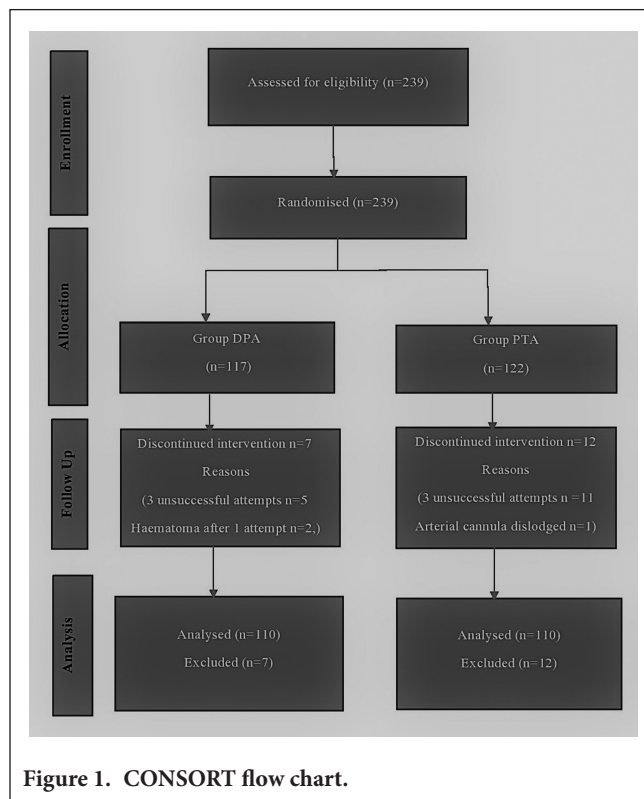 Enrollment
Assessed for eligibility (n=239)
Randomised (n=239)
Allocation
Group DPA
(n=117)
Group PTA
(n=122)
Follow Up
Discontinued intervention n=7
Reasons
(3 unsuccessful attempts n=5
Haematoma after 1 attempt n=2,)
Discontinued intervention n=12
Reasons
(3 unsuccessful attempts n =11
Arterial cannula dislodged n=1)
Analysis
Analysed (n=110)
Excluded (n=7)
Analysed (n=110)
Excluded (n=12)
Figure 1. CONSORT flow chart.